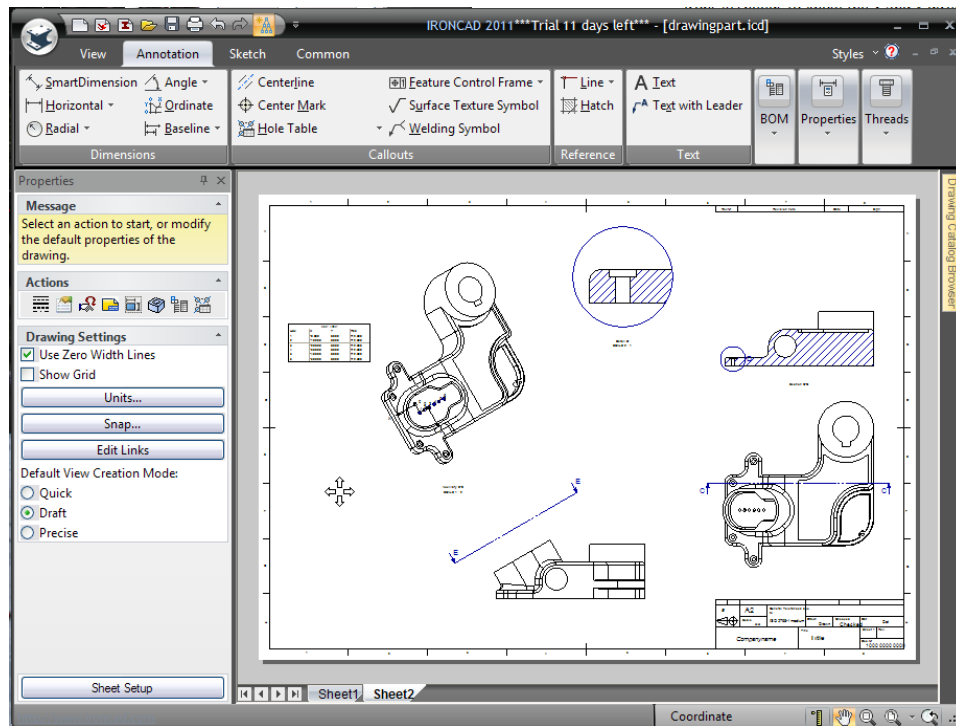 IRONCAD 2011***Trial 11 days left*** - [drawingpart.icd]
View Annotation Sketch Common Styles
SmartDimension Angle Centerline Feature Control Frame Line A Text
Horizontal Ordinate Center Mark Surface Texture Symbol Hatch Text with Leader
Radial Baseline Hole Table Welding Symbol BOM Properties Threads
Dimensions Callouts Reference Text
Properties
Message
Select an action to start, or modify
the default properties of the
drawing.
Actions
Drawing Settings
Use Zero Width Lines
Show Grid
Units...
Snap...
Edit Links
Default View Creation Mode:
Quick
Draft
Precise
Sheet Setup
Drawing Catalog Browser
E
E
C C
A2
Checked
Companyname
Sheet1 Sheet2
Coordinate